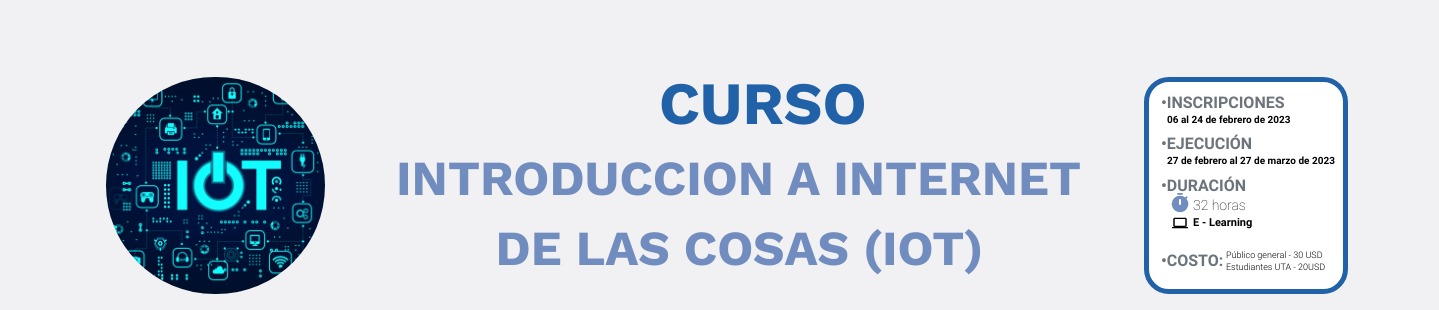 IOT
CURSO
INTRODUCCION A INTERNET
DE LAS COSAS (IOT)
•INSCRIPCIONES
06 al 24 de febrero de 2023
•EJECUCIÓN
27 de febrero al 27 de marzo de 2023
•DURACIÓN
32 horas
E - Learning
•COSTO: Público general - 30 USD
Estudiantes UTA - 20USD